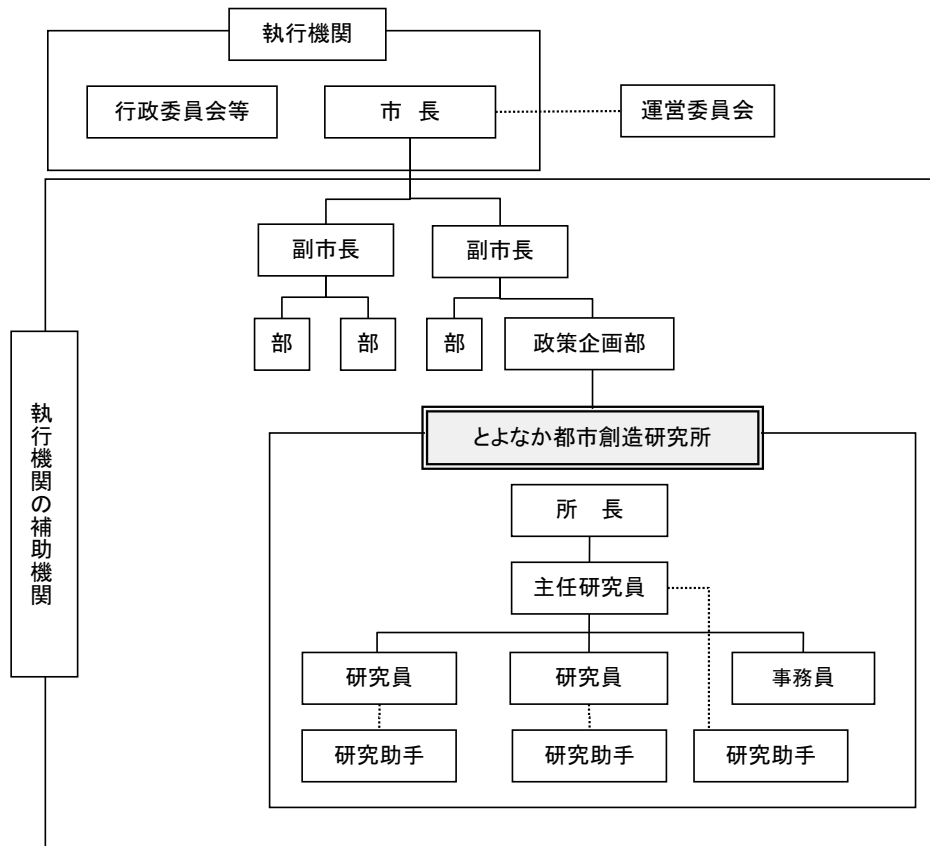 執行機関
行政委員会等
市 長
運営委員会
副市長
副市長
部
部
部
政策企画部
執行機関の補助機関
とよなか都市創造研究所
所 長
主任研究員
研究員
研究員
事務員
研究助手
研究助手
研究助手